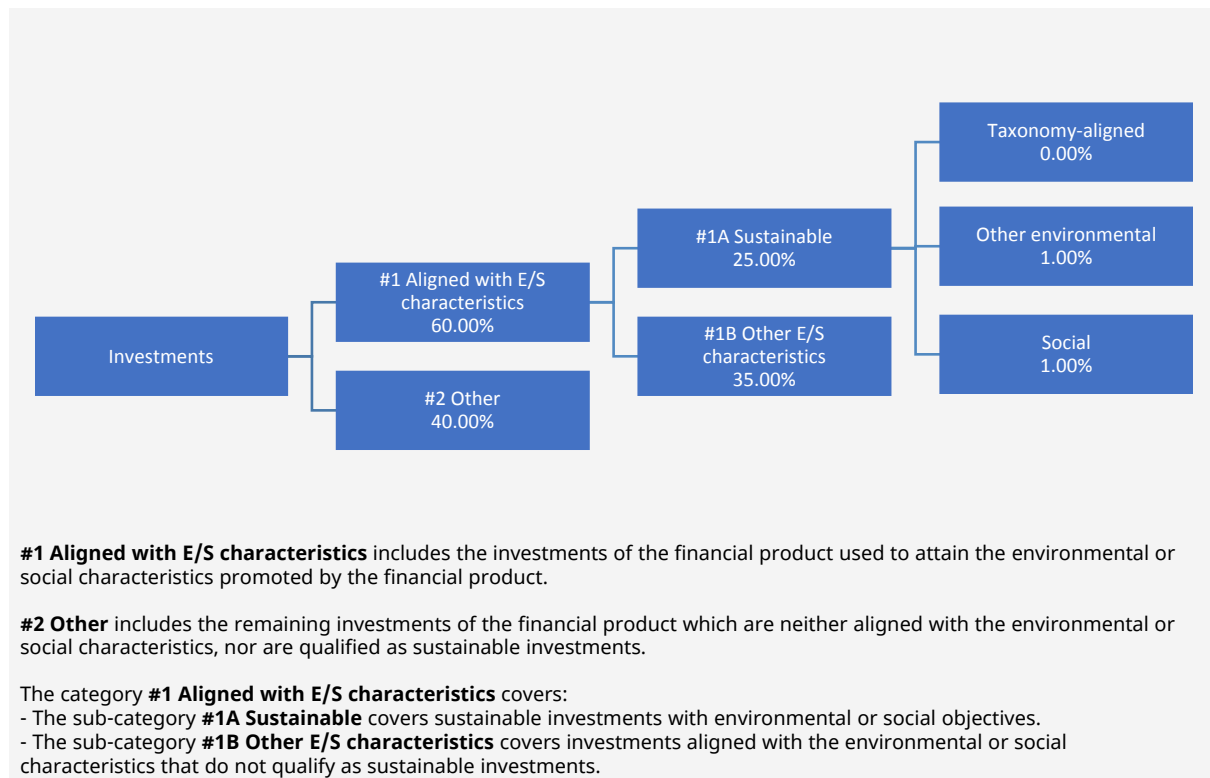 Investments
#1 Aligned with E/S
characteristics
60.00%
#2 Other
40.00%
#1A Sustainable
25.00%
#1B Other E/S
characteristics
35.00%
Taxonomy-aligned
0.00%
Other environmental
1.00%
Social
1.00%
#1 Aligned with E/S characteristics includes the investments of the financial product used to attain the environmental or
social characteristics promoted by the financial product.
#2 Other includes the remaining investments of the financial product which are neither aligned with the environmental or
social characteristics, nor are qualified as sustainable investments.
The category #1 Aligned with E/S characteristics covers:
- The sub-category #1A Sustainable covers sustainable investments with environmental or social objectives.
- The sub-category #1B Other E/S characteristics covers investments aligned with the environmental or social
characteristics that do not qualify as sustainable investments.